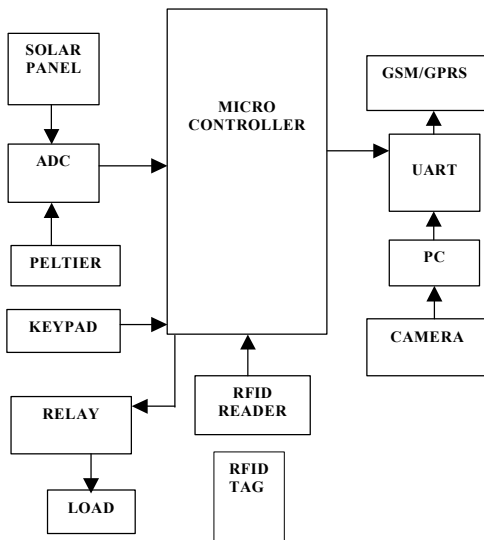 SOLAR
PANEL
ADC
PELTIER
KEYPAD
RELAY
LOAD
MICRO
CONTROLLER
RFID
READER
RFID
TAG
GSM/GPRS
UART
PC
CAMERA